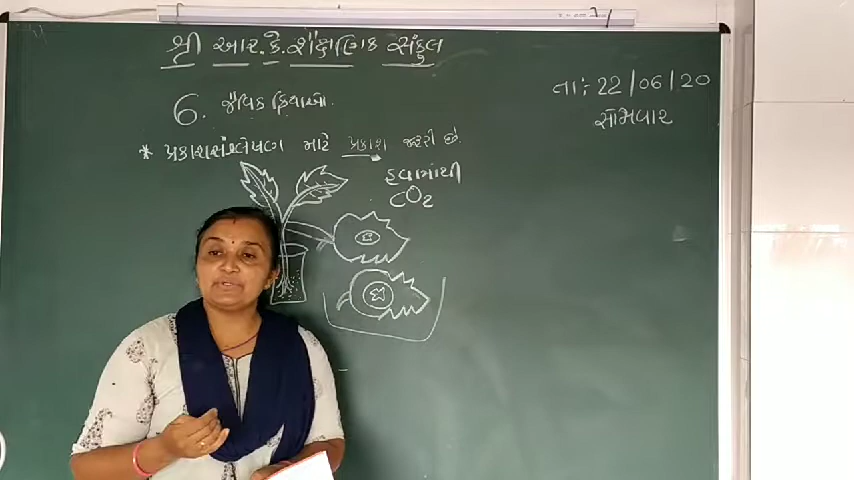 શ્રી આર.કે.શૈક્ષણિક સંકુલ
તા: 22/06/20
સોમવાર
6. જૈવિક ક્રિયાઓ.
* પ્રકાશસંશ્લેષણ માટે પ્રકાશ જરૂરી છે.
હવામાંથી
CO2